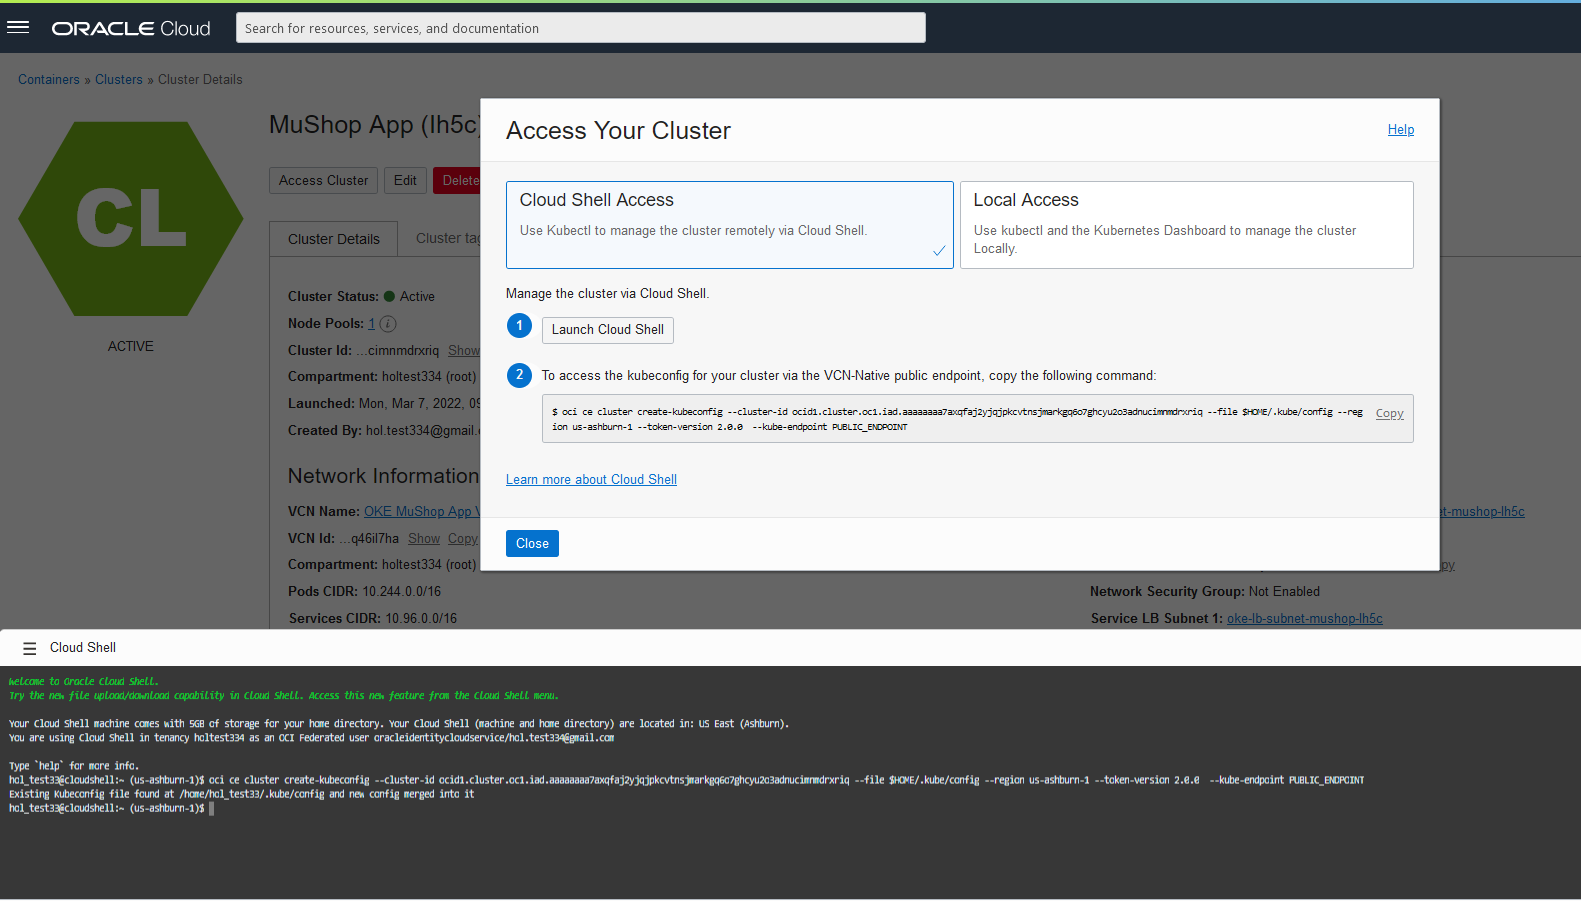 ORACLE Cloud
Search for resources, services, and documentation
Containers » Clusters » Cluster Details
CL
ACTIVE
MuShop App (lh5c)
Access Cluster
Edit
Delete
Cluster Details
Cluster tag
Cluster Status: Active
Node Pools: 1 i
Cluster Id: ...cimnmdrxriq Show
Compartment: holtest334 (root)
Launched: Mon, Mar 7, 2022, 09
Created By: hol.test334@gmail.
Network Information
VCN Name: OKE MuShop App V
VCN Id: ...q46il7ha Show Copy
Compartment: holtest334 (root)
Pods CIDR: 10.244.0.0/16
Services CIDR: 10.96.0.0/16
et-mushop-lh5c
py
Network Security Group: Not Enabled
Service LB Subnet 1: oke-lb-subnet-mushop-lh5c
Access Your Cluster
Help
Cloud Shell Access
Use Kubectl to manage the cluster remotely via Cloud Shell.
Local Access
Use kubectl and the Kubernetes Dashboard to manage the cluster
Locally.
Manage the cluster via Cloud Shell.
1 Launch Cloud Shell
2 To access the kubeconfig for your cluster via the VCN-Native public endpoint, copy the following command:
$ oci ce cluster create-kubeconfig --cluster-id ocid1.cluster.oc1.iad.aaaaaaaa7axqfaj2yjqjpkcvtnsjmarkgq6o7ghcyu2o3adnucimnmdrxriq --file $HOME/.kube/config --reg
ion us-ashburn-1 --token-version 2.0.0 --kube-endpoint PUBLIC_ENDPOINT
Copy
Learn more about Cloud Shell
Close
Cloud Shell
Welcome to Oracle Cloud Shell.
Try the new file upload/download capability in Cloud Shell. Access this new feature from the Cloud Shell menu.
Your Cloud Shell machine comes with 5GB of storage for your home directory. Your Cloud Shell (machine and home directory) are located in: US East (Ashburn).
You are using Cloud Shell in tenancy holtest334 as an OCI Federated user oracleidentitycloudservice/hol.test334@gmail.com
Type `help` for more info.
hol_test33@cloudshell:~ (us-ashburn-1)$ oci ce cluster create-kubeconfig --cluster-id ocid1.cluster.oc1.iad.aaaaaaaa7axqfaj2yjqjpkcvtnsjmarkgq6o7ghcyu2o3adnucimnmdrxriq --file $HOME/.kube/config --region us-ashburn-1 --token-version 2.0.0 --kube-endpoint PUBLIC_ENDPOINT
Existing Kubeconfig file found at /home/hol_test33/.kube/config and new config merged into it
hol_test33@cloudshell:~ (us-ashburn-1)$